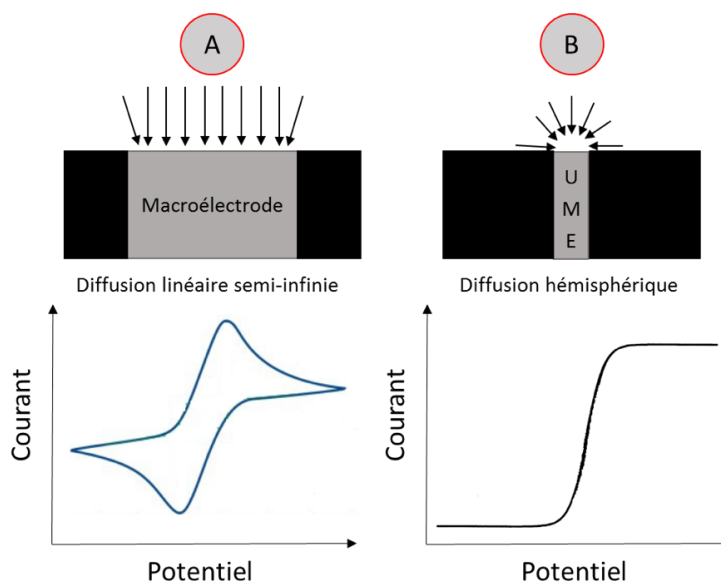 A
B
Macroélectrode
U
M
E
Diffusion linéaire semi-infinie
Diffusion hémisphérique
Courant
Potentiel
Courant
Potentiel